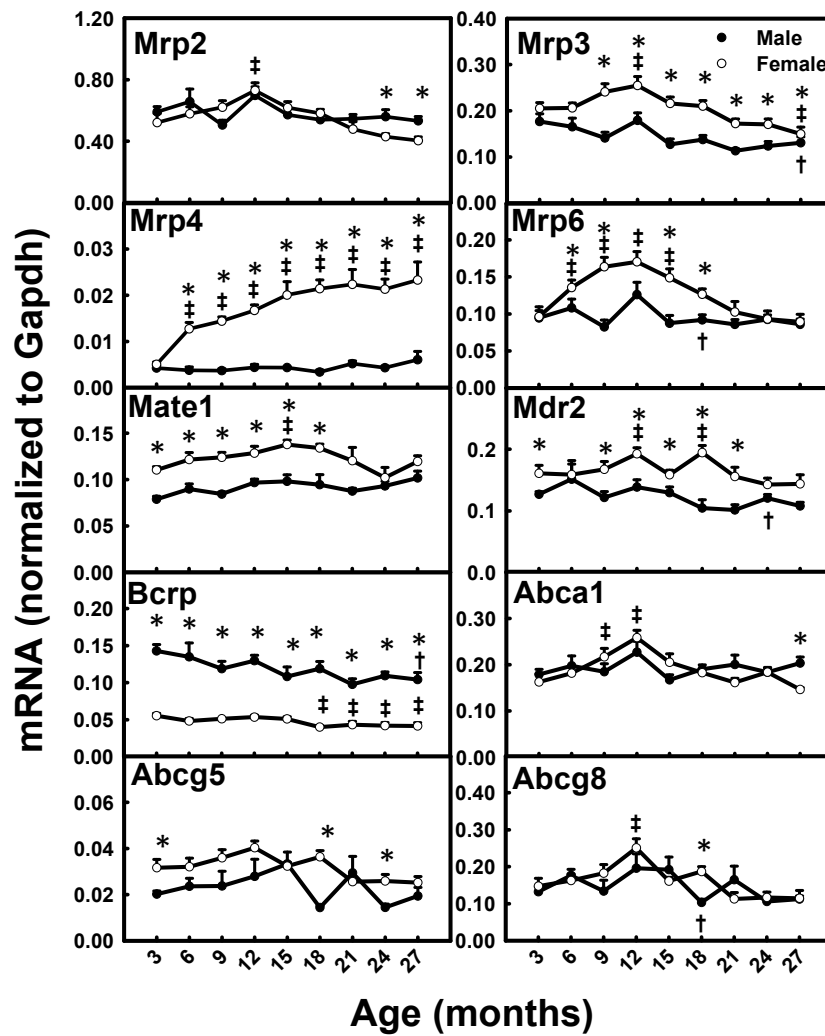 mRNA (normalized to Gapdh)
Mrp2
1.20
0.80
0.40
0.00
‡ * *
Mrp3
Male
Female
0.40
0.30
0.20
0.10
0.00
* * * * * * *
‡ ‡
†
Mrp4
0.03
0.02
0.01
0.00
* * * * * * * *
‡ ‡ ‡ ‡ ‡ ‡ ‡ ‡
Mrp6
0.20
0.15
0.10
0.05
0.00
* * * *
‡ ‡ ‡ ‡
†
Mate1
0.15
0.10
0.05
0.00
* * * * * *
‡
Mdr2
0.2
0.1
0.0
* * * * * *
‡ ‡
†
Bcrp
0.20
0.15
0.10
0.05
0.00
* * * * * * * * *
†
‡ ‡ ‡ ‡
Abca1
0.30
0.20
0.10
0.00
‡ ‡ *
Abcg5
0.06
0.04
0.02
0.00
* * *
Abcg8
0.40
0.30
0.20
0.10
0.00
‡ *
†
3 6 9 12 15 18 21 24 27
3 6 9 12 15 18 21 24 27
Age (months)